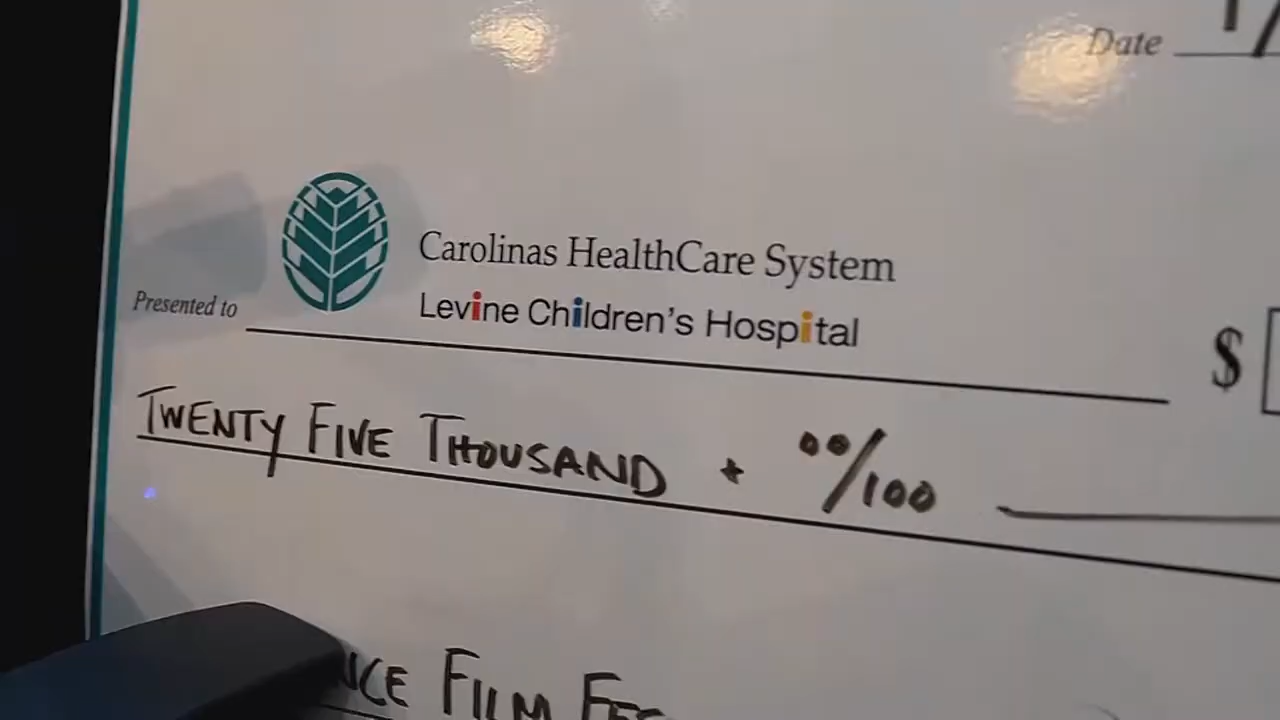 Date
Carolinas HealthCare System
Levine Children's Hospital
Presented to
$
TWENTY FIVE THOUSAND + 00/100
FILM